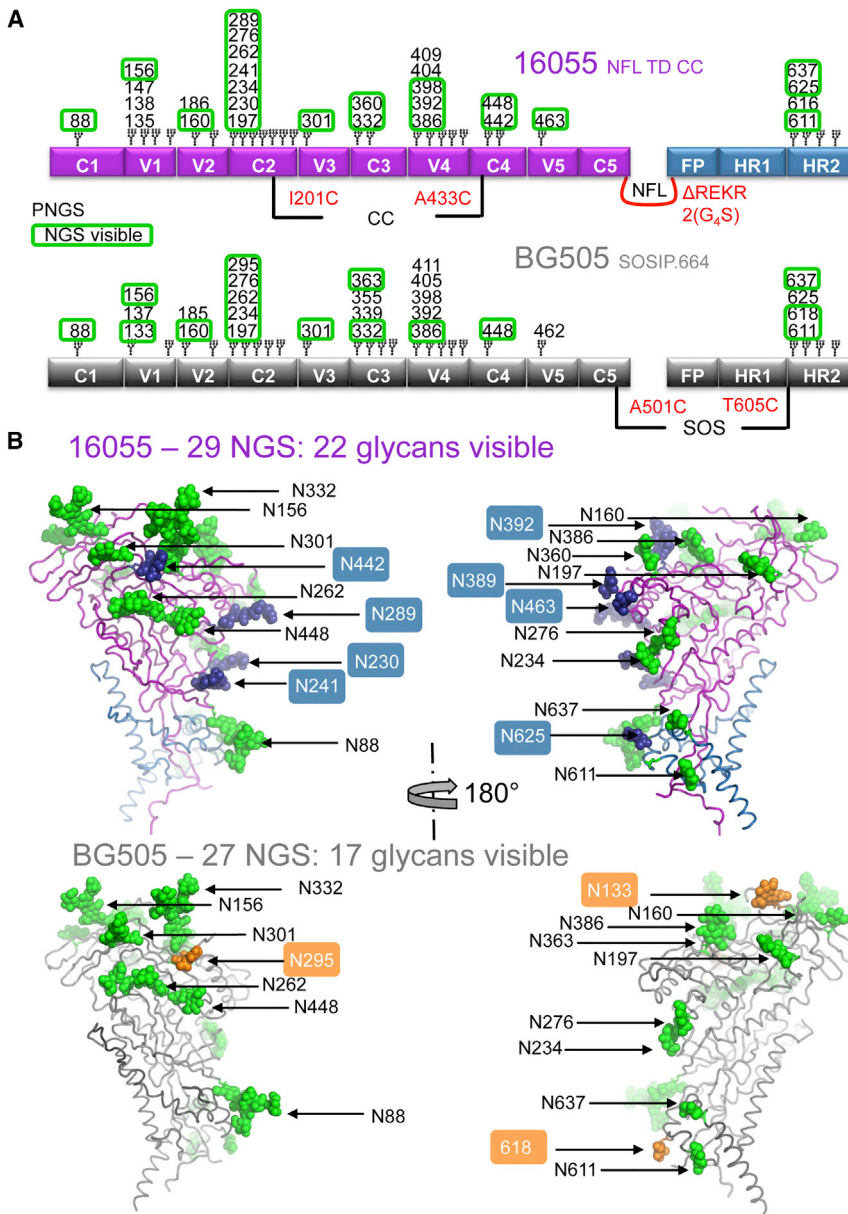 A
16055 NFL TD CC
88
156
147
138
135
186
160
289
276
262
241
234
230
197
301
360
332
409
404
398
392
386
448
442
463
637
625
616
611
C1 V1 V2 C2 V3 C3 V4 C4 V5 C5 FP HR1 HR2
I201C A433C
CC
NFL
ΔREKR
2(G₄S)
PNGS
NGS visible
BG505 SOSIP.664
88
156
137
133
185
160
295
276
262
234
197
301
363
355
339
332
411
405
398
392
386
448
462
637
625
618
611
C1 V1 V2 C2 V3 C3 V4 C4 V5 C5 FP HR1 HR2
A501C T605C
SOS
B
16055 – 29 NGS: 22 glycans visible
N332
N156
N301
N442
N262
N289
N448
N230
N241
N88
N160
N392
N386
N360
N197
N389
N463
N276
N234
N637
N625
N611
180°
BG505 – 27 NGS: 17 glycans visible
N332
N156
N301
N295
N262
N448
N88
N133
N160
N386
N363
N197
N276
N234
N637
618
N611